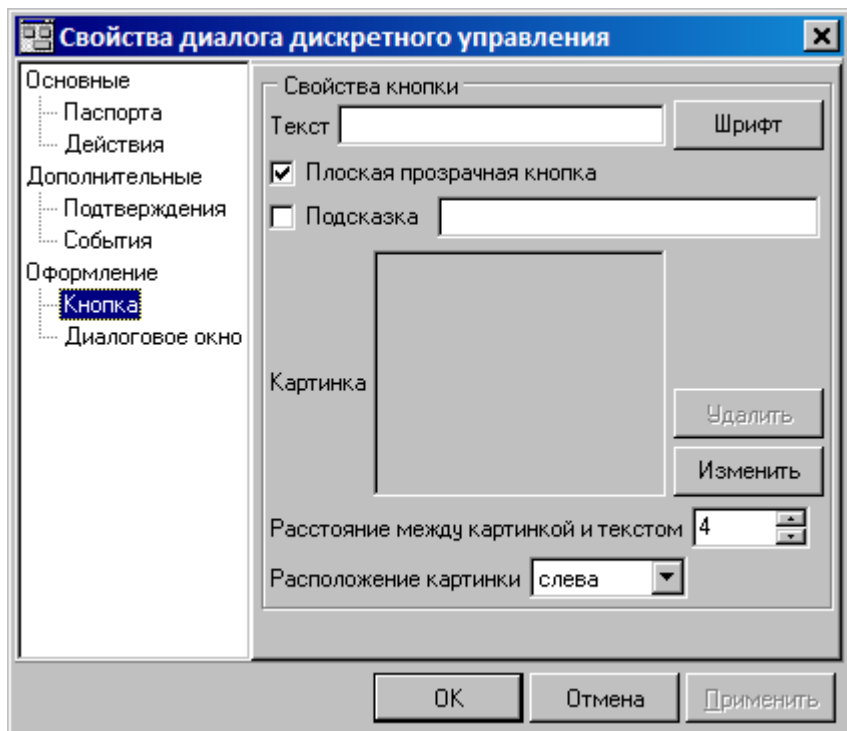 Свойства диалога дискретного управления
Основные
Паспорта
Действия
Дополнительные
Подтверждения
События
Оформление
Кнопка
Диалоговое окно
Свойства кнопки
Текст Шрифт
Плоская прозрачная кнопка
Подсказка
Картинка
Удалить
Изменить
Расстояние между картинкой и текстом 4
Расположение картинки слева
OK Отмена Применить